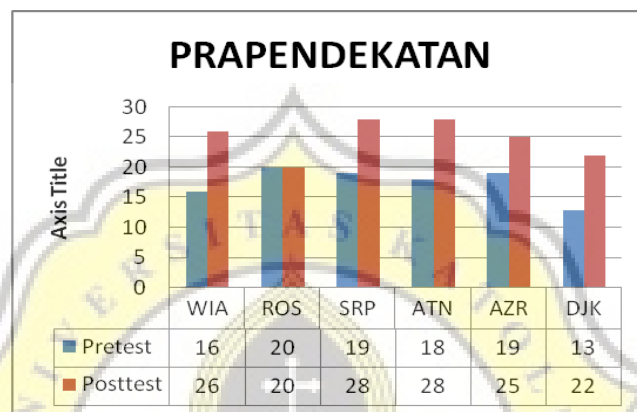 PRAPENDEKATAN
Axis Title
30
25
20
15
10
5
0
WIA ROS SRP ATN AZR DJK
Pretest 16 20 19 18 19 13
Posttest 26 20 28 28 25 22